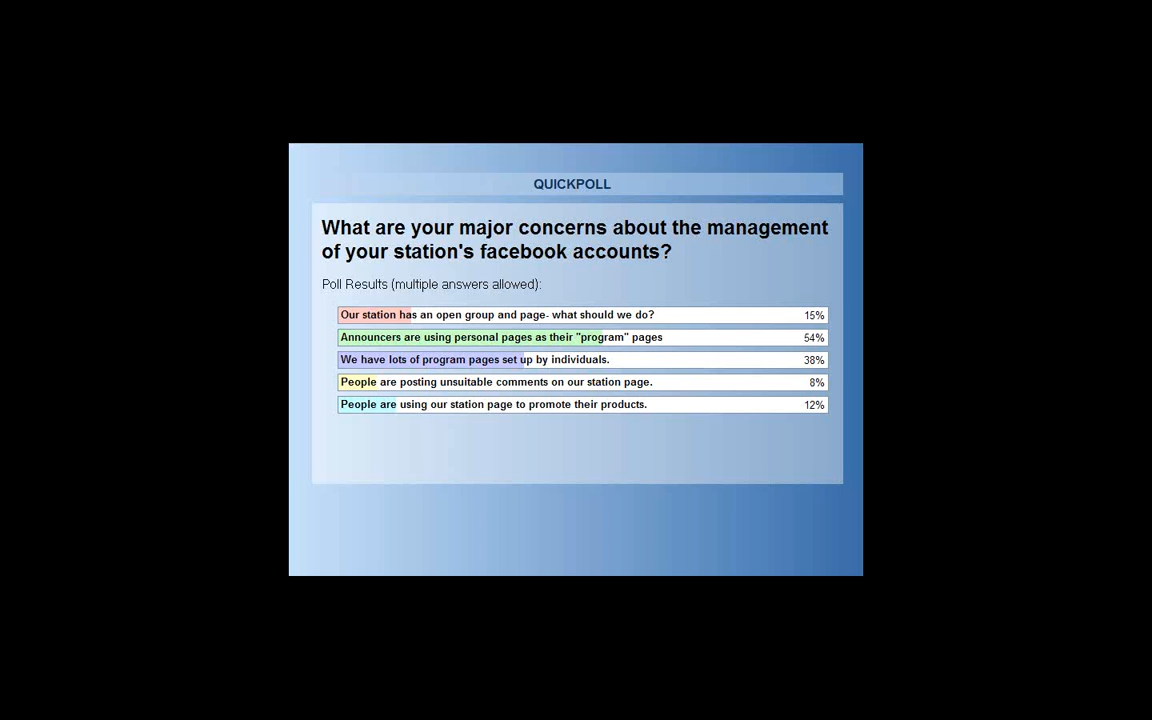 QUICKPOLL
What are your major concerns about the management
of your station's facebook accounts?
Poll Results (multiple answers allowed):
Our station has an open group and page- what should we do? 15%
Announcers are using personal pages as their "program" pages 54%
We have lots of program pages set up by individuals. 38%
People are posting unsuitable comments on our station page. 8%
People are using our station page to promote their products. 12%